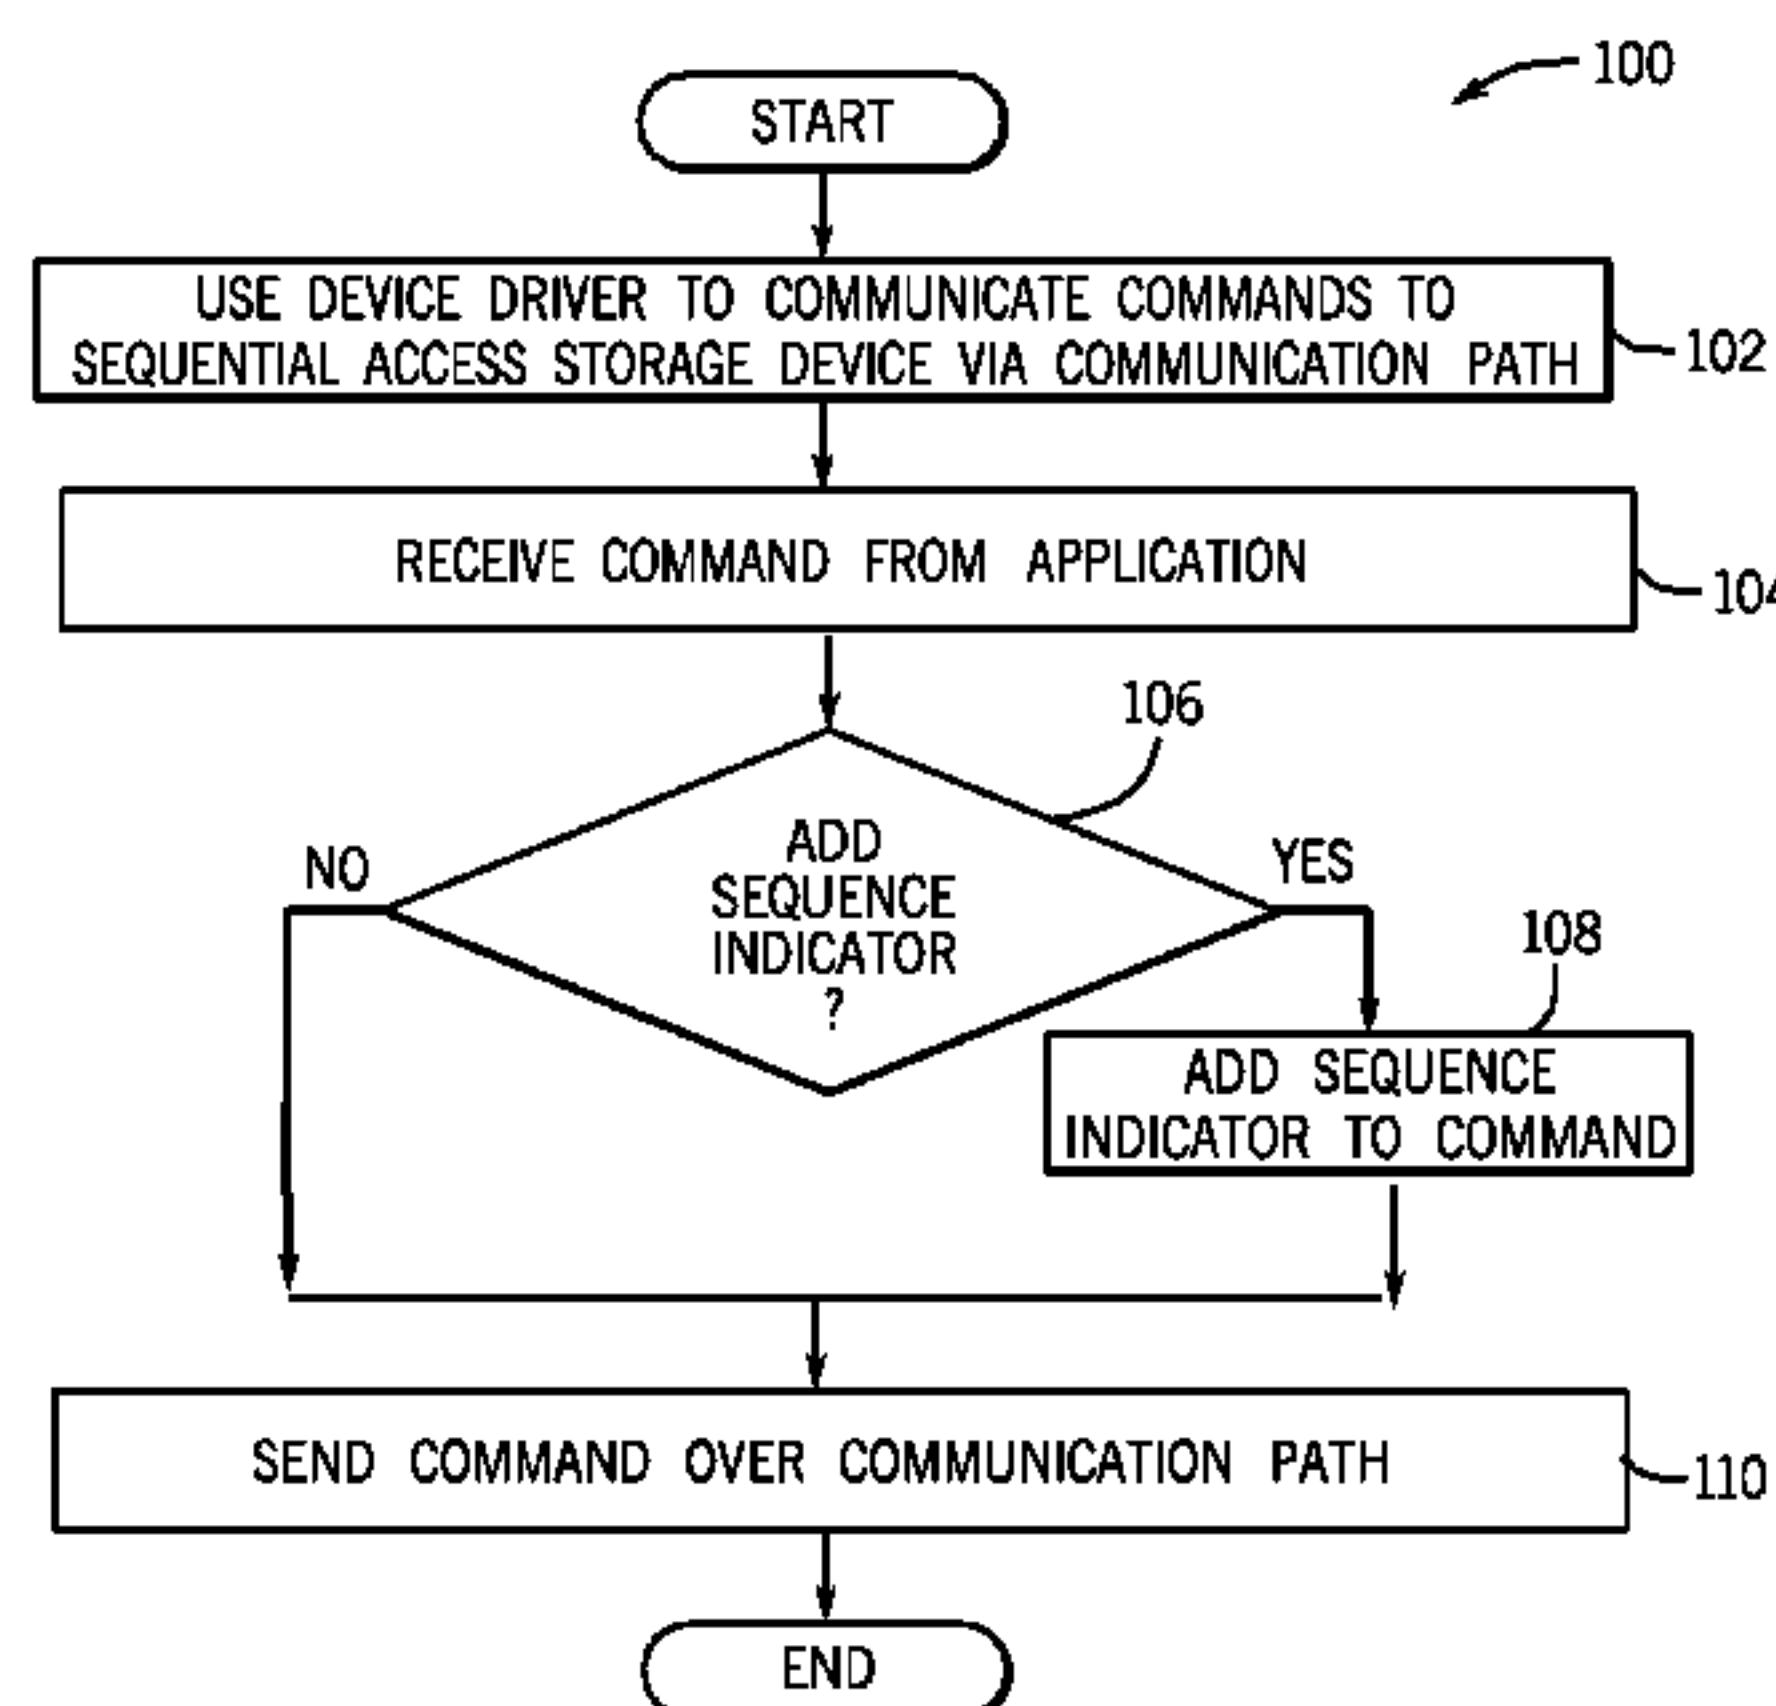 100
START
USE DEVICE DRIVER TO COMMUNICATE COMMANDS TO
SEQUENTIAL ACCESS STORAGE DEVICE VIA COMMUNICATION PATH
102
RECEIVE COMMAND FROM APPLICATION
104
106
ADD
SEQUENCE
INDICATOR
?
NO
YES
108
ADD SEQUENCE
INDICATOR TO COMMAND
SEND COMMAND OVER COMMUNICATION PATH
110
END